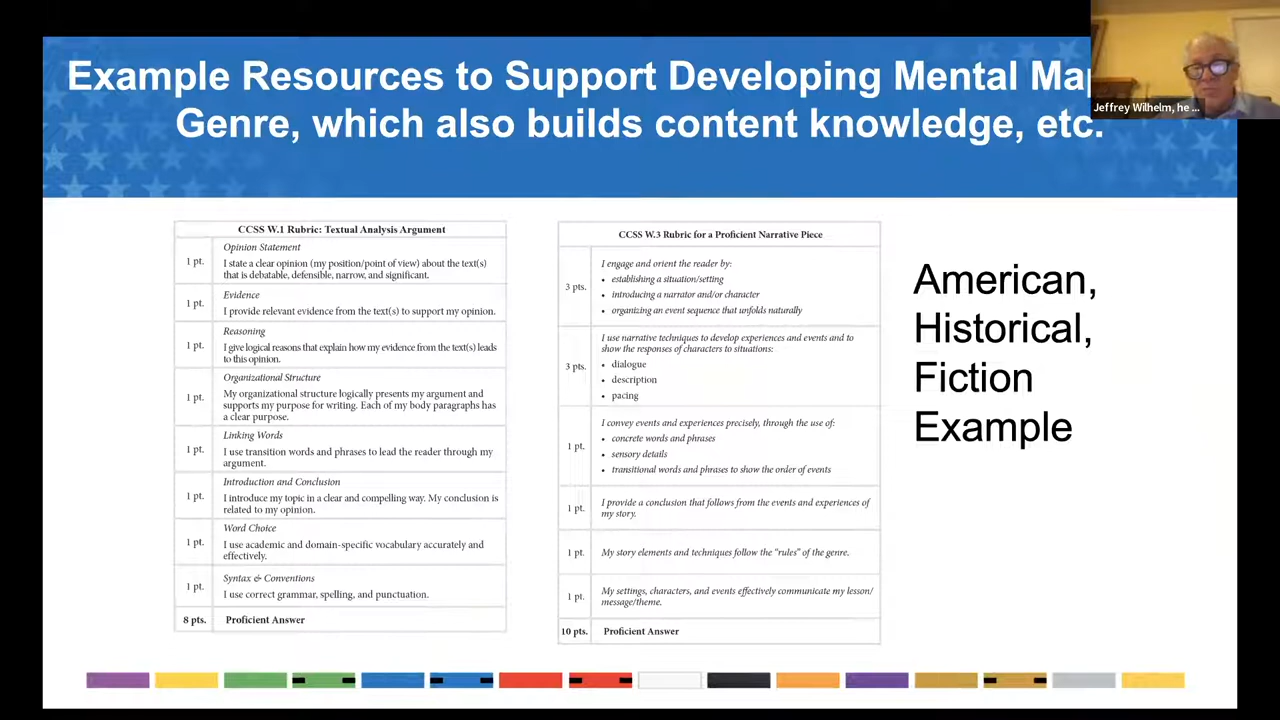 Example Resources to Support Developing Mental Ma
Genre, which also builds content knowledge, etc.
Jeffrey Wilhelm, he ...
CCSS W.1 Rubric: Textual Analysis Argument
1 pt.
Opinion Statement
I state a clear opinion (my position/point of view) about the text(s)
that is debatable, defensible, narrow, and significant.
1 pt.
Evidence
I provide relevant evidence from the text(s) to support my opinion.
1 pt.
Reasoning
I give logical reasons that explain how my evidence from the text(s) leads
to this opinion.
1 pt.
Organizational Structure
My organizational structure logically presents my argument and
supports my purpose for writing. Each of my body paragraphs has
a clear purpose.
1 pt.
Linking Words
I use transition words and phrases to lead the reader through my
argument.
1 pt.
Introduction and Conclusion
I introduce my topic in a clear and compelling way. My conclusion is
related to my opinion.
1 pt.
Word Choice
I use academic and domain-specific vocabulary accurately and
effectively.
1 pt.
Syntax & Conventions
I use correct grammar, spelling, and punctuation.
8 pts. Proficient Answer
CCSS W.3 Rubric for a Proficient Narrative Piece
3 pts.
I engage and orient the reader by:
• establishing a situation/setting
• introducing a narrator and/or character
• organizing an event sequence that unfolds naturally
3 pts.
I use narrative techniques to develop experiences and events and to
show the responses of characters to situations:
• dialogue
• description
• pacing
1 pt.
I convey events and experiences precisely, through the use of:
• concrete words and phrases
• sensory details
• transitional words and phrases to show the order of events
1 pt.
I provide a conclusion that follows from the events and experiences of
my story.
1 pt.
My story elements and techniques follow the “rules” of the genre.
1 pt.
My settings, characters, and events effectively communicate my lesson/
message/theme.
10 pts. Proficient Answer
American,
Historical,
Fiction
Example